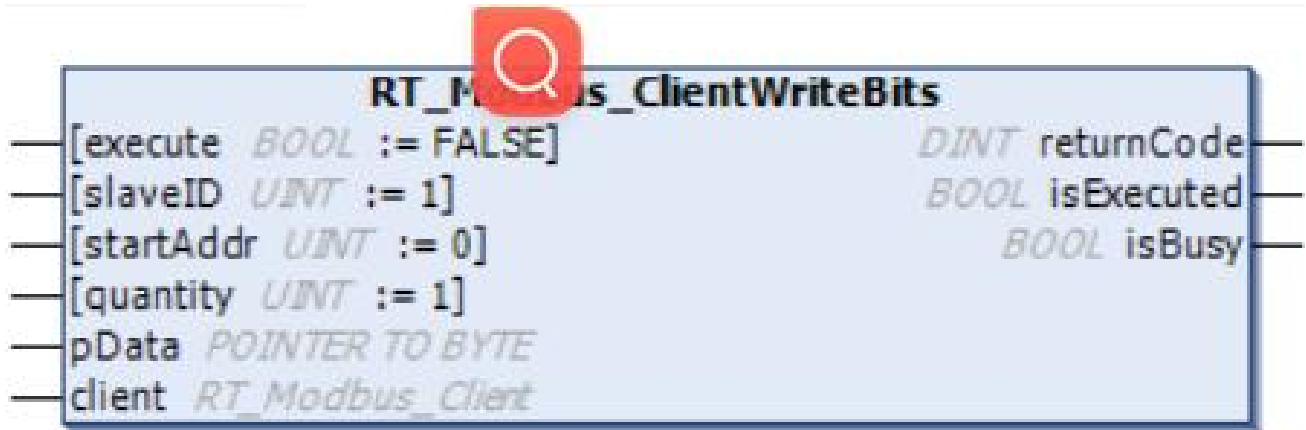 RT_M s_ClientWriteBits
[execute BOOL := FALSE] DINT returnCode
[slaveID UINT := 1] BOOL isExecuted
[startAddr UINT := 0] BOOL isBusy
[quantity UINT := 1]
pData POINTER TO BYTE
client RT_Modbus_Client